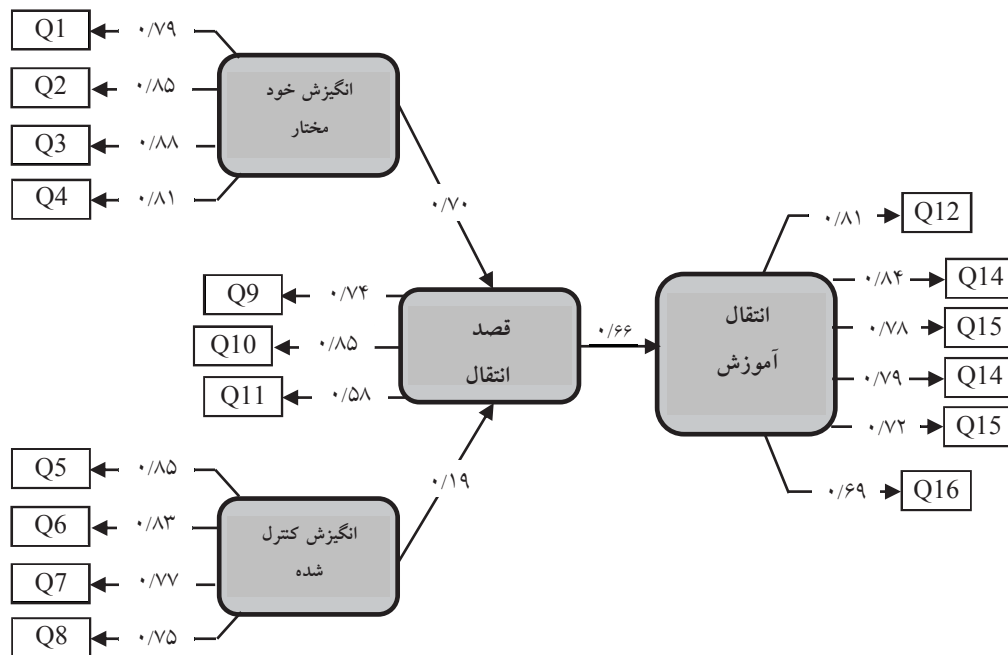 Q1 ۰/۷۹
Q2 ۰/۸۵
Q3 ۰/۸۸
Q4 ۰/۸۱
انگیزش خود
مختار
۰/۷۰
Q9 ۰/۷۴
Q10 ۰/۸۵
Q11 ۰/۵۸
قصد
انتقال
۰/۶۶
Q5 ۰/۸۵
Q6 ۰/۸۳
Q7 ۰/۷۷
Q8 ۰/۷۵
انگیزش کنترل
شده
۰/۱۹
انتقال
آموزش
۰/۸۱ Q12
۰/۸۴ Q14
۰/۷۸ Q15
۰/۷۹ Q14
۰/۷۲ Q15
۰/۶۹ Q16